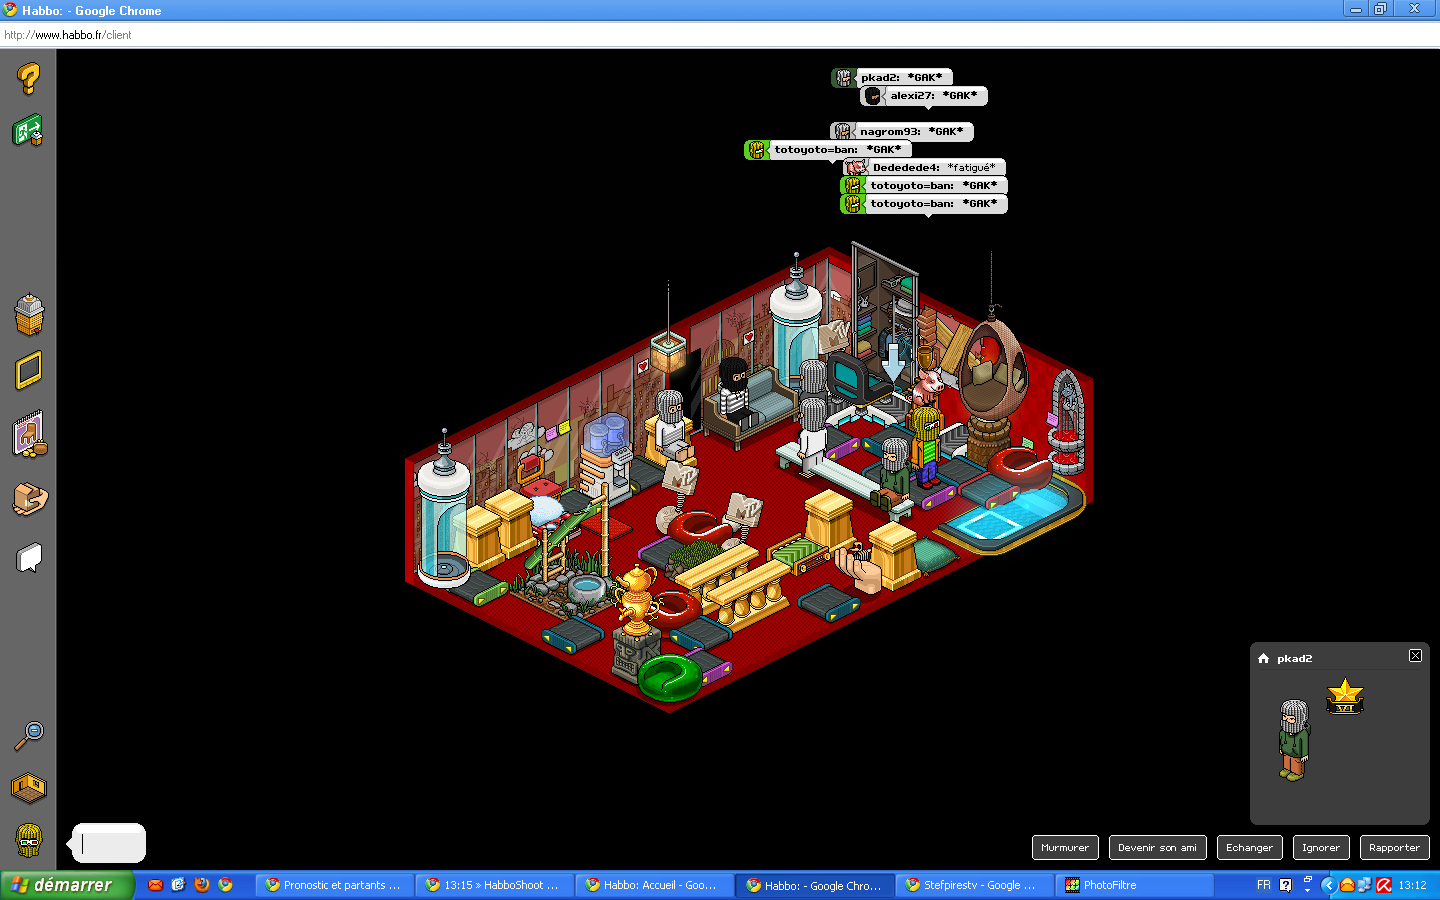 Habbo: - Google Chrome
http://www.habbo.fr/client
pkad2: *GAK*
alexi27: *GAK*
nagrom93: *GAK*
totoyoto=ban: *GAK*
Dededede4: *fatigué*
totoyoto=ban: *GAK*
totoyoto=ban: *GAK*
pkad2
Murmurer
Devenir son ami
Echanger
Ignorer
Rapporter
démarrer
Pronostic et partants ...
13:15 » HabboShoot ...
Habbo: Accueil - Goo...
Habbo: - Google Chro...
Stefpirestv - Google ...
PhotoFiltre
FR
13:12